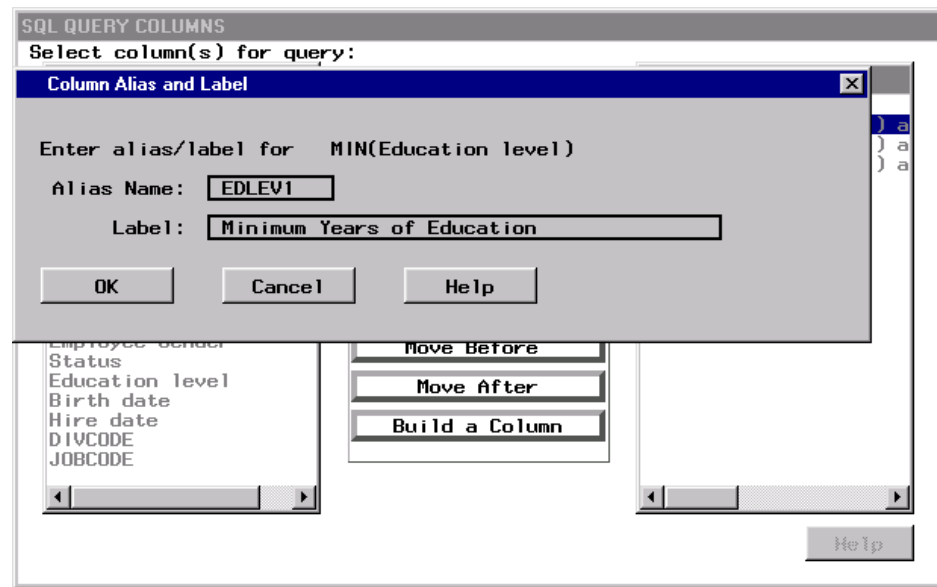 SQL QUERY COLUMNS
Select column(s) for query:
Column Alias and Label
) a
) a
) a
Enter alias/label for MIN(Education level)
Alias Name: EDLEV1
Label: Minimum Years of Education
OK Cancel Help
Employee Gender
Move Before
Status
Education level
Move After
Birth date
Hire date
Build a Column
DIVCODE
JOBCODE
Help